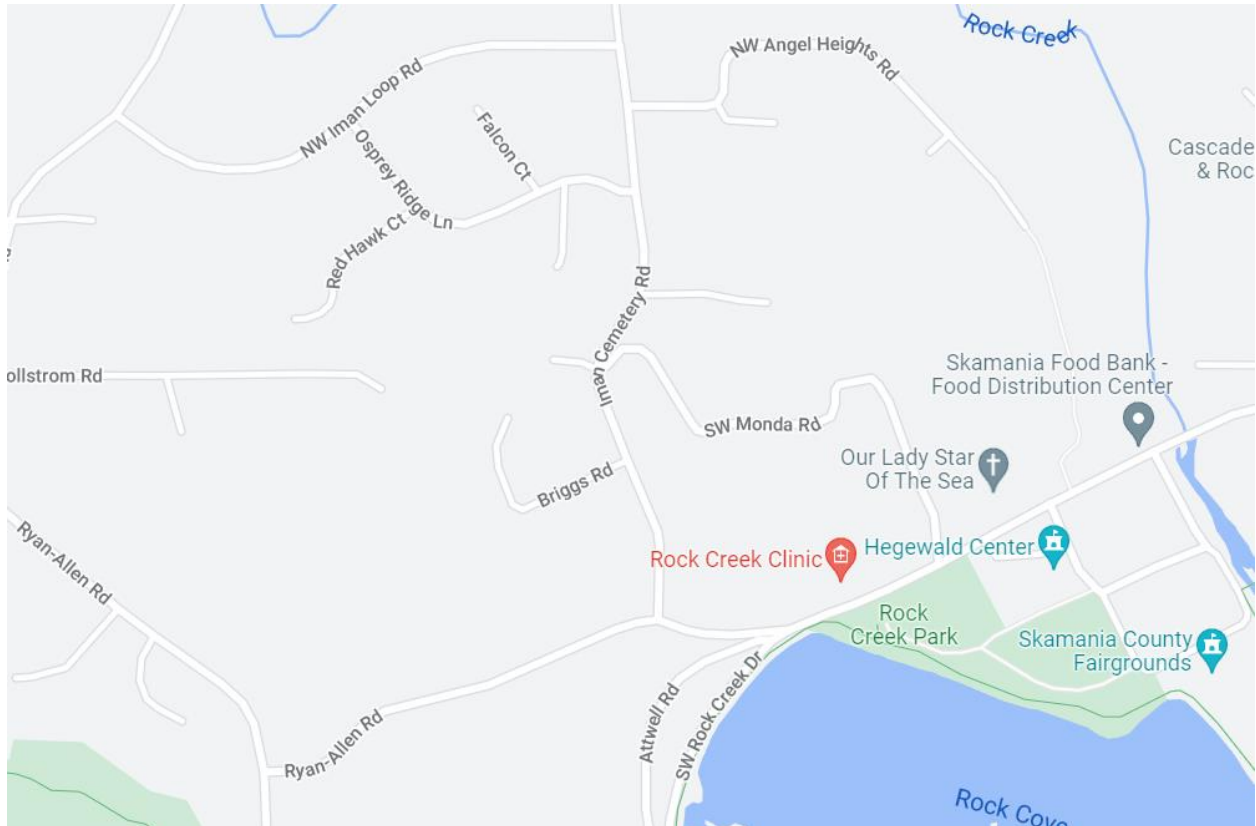 Rock Creek
NW Angel Heights Rd
NW Iman Loop Rd
Falcon Ct
Osprey Ridge Ln
Cascade
& Roc
Red Hawk Ct
Iman Cemetery Rd
ollstrom Rd
Skamania Food Bank -
Food Distribution Center
SW Monda Rd
Our Lady Star
Of The Sea
Briggs Rd
Ryan-Allen Rd
Rock Creek Clinic
Hegewald Center
Rock
Creek Park
Skamania County
Fairgrounds
Attwell Rd
SW Rock Creek Dr
Ryan-Allen Rd
Rock Cove